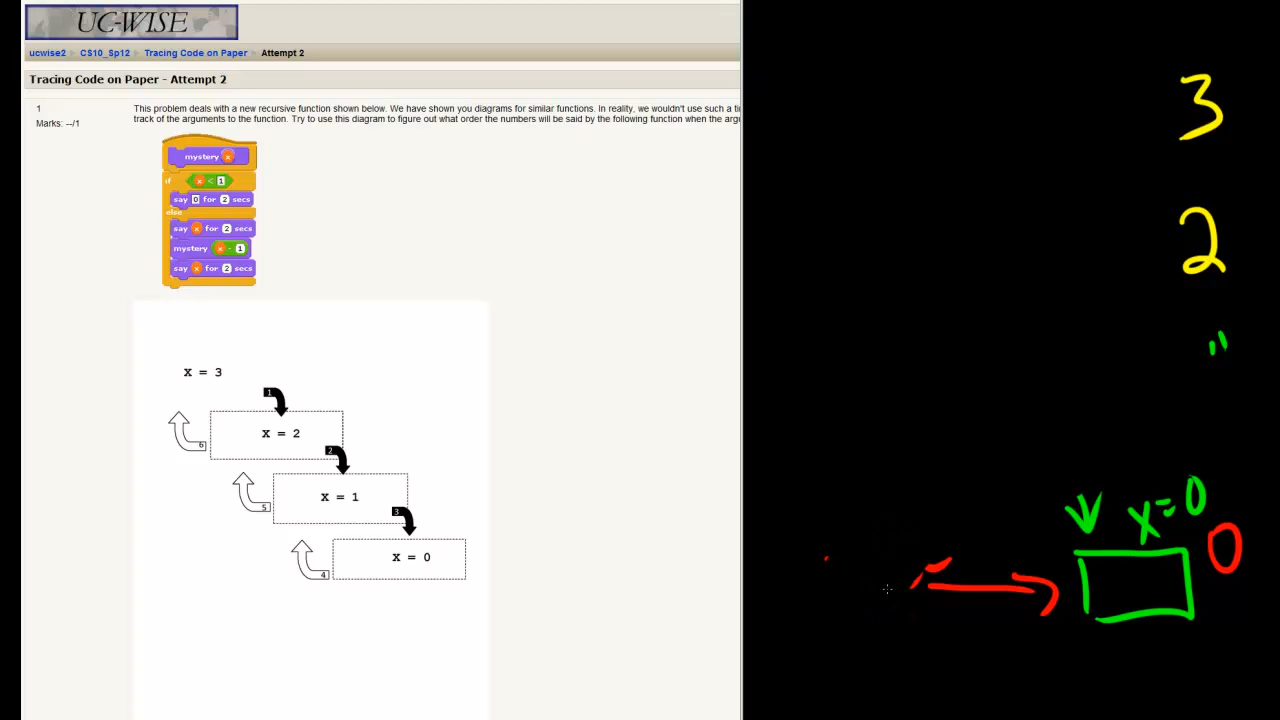 UC-WISE
ucwise2 ▸ CS10_Sp12 ▸ Tracing Code on Paper ▸ Attempt 2
Tracing Code on Paper - Attempt 2
1
Marks: --/1
This problem deals with a new recursive function shown below. We have shown you diagrams for similar functions. In reality, we wouldn't use such a
track of the arguments to the function. Try to use this diagram to figure out what order the numbers will be said by the following function when the
mystery x
if x < 1
say 0 for 2 secs
else
say x for 2 secs
mystery x - 1
say x for 2 secs
X = 3
1
X = 2
6
2
X = 1
5
3
X = 0
4
3
2
x=0
0